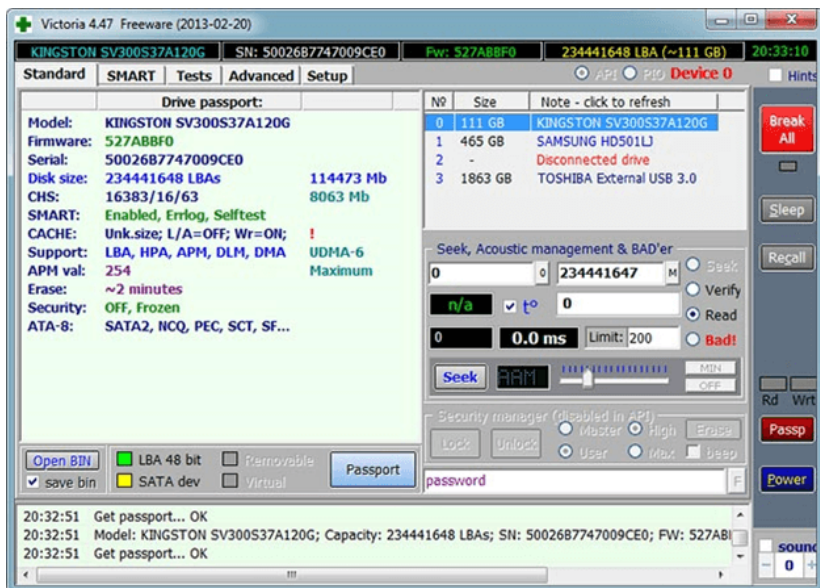 Victoria 4.47 Freeware (2013-02-20)
KINGSTON SV300S37A120G SN: 50026B7747009CE0 Fw: 527ABBF0 234441648 LBA (~111 GB) 20:33:10
Standard SMART Tests Advanced Setup API PIO Device 0 Hints
Drive passport:
Model: KINGSTON SV300S37A120G
Firmware: 527ABBF0
Serial: 50026B7747009CE0
Disk size: 234441648 LBAs 114473 Mb
CHS: 16383/16/63 8063 Mb
SMART: Enabled, Errlog, Selftest
CACHE: Unk.size; L/A=OFF; Wr=ON; !
Support: LBA, HPA, APM, DLM, DMA UDMA-6
APM val: 254 Maximum
Erase: ~2 minutes
Security: OFF, Frozen
ATA-8: SATA2, NCQ, PEC, SCT, SF...
Open BIN LBA 48 bit Removable
save bin SATA dev Virtual
Passport
№ Size Note - click to refresh
0 111 GB KINGSTON SV300S37A120G
1 465 GB SAMSUNG HD501LJ
2 - Disconnected drive
3 1863 GB TOSHIBA External USB 3.0
Seek, Acoustic management & BAD'er
0 0 234441647 M Seek
n/a t° 0 Verify
Read
0 0.0 ms Limit: 200 Bad!
Seek AAM MIN
OFF
Security manager (disabled in API)
Lock Unlock Master High Erase
User Max beep
password F
Break All
Sleep
Recall
Rd Wrt
Passp
Power
sound
- 0 +
20:32:51 Get passport... OK
20:32:51 Model: KINGSTON SV300S37A120G; Capacity: 234441648 LBAs; SN: 50026B7747009CE0; FW: 527ABI
20:32:51 Get passport... OK